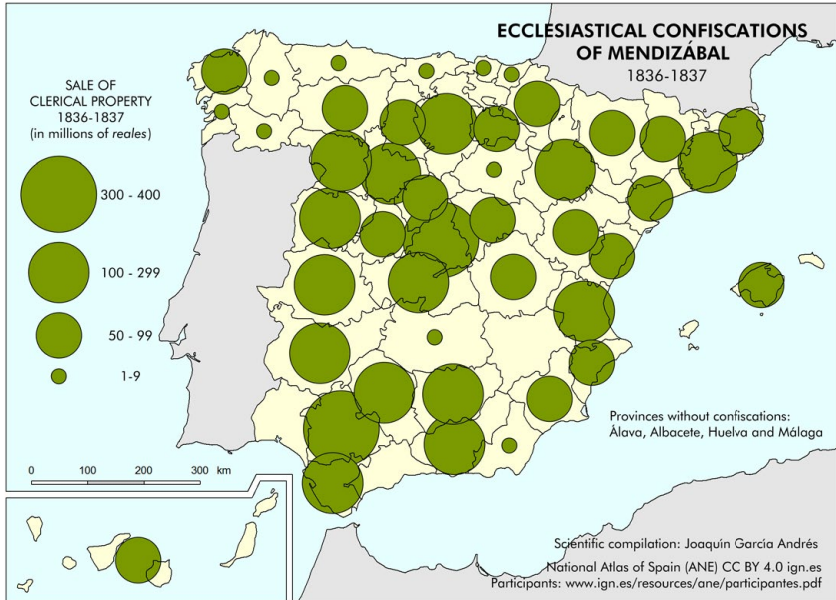 ECCLESIASTICAL CONFISCATIONS
OF MENDIZÁBAL
1836-1837
SALE OF
CLERICAL PROPERTY
1836-1837
(in millions of reales)
300 - 400
100 - 299
50 - 99
1-9
Provinces without confiscations:
Álava, Albacete, Huelva and Málaga
0 100 200 300 km
Scientific compilation: Joaquín García Andrés
National Atlas of Spain (ANE) CC BY 4.0 ign.es
Participants: www.ign.es/resources/ane/participantes.pdf